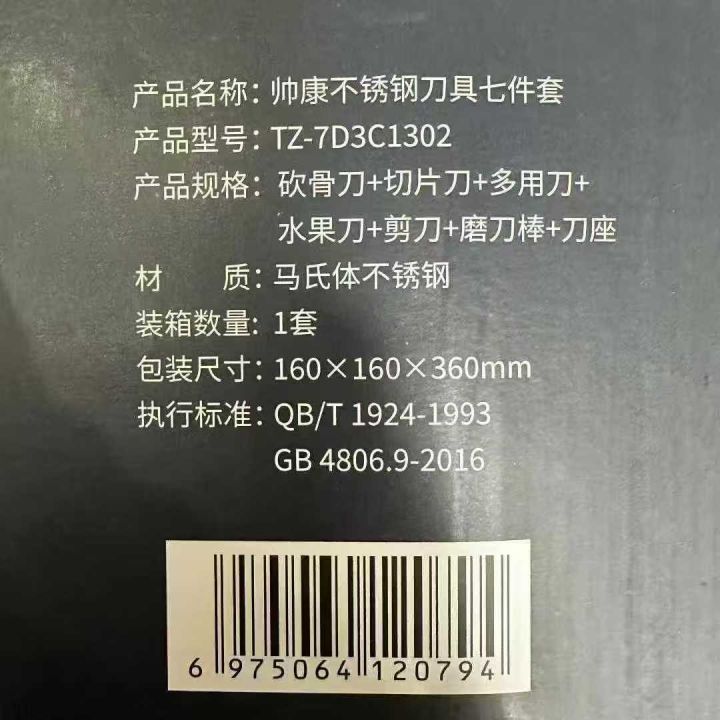 产品名称：帅康不锈钢刀具七件套
产品型号：TZ-7D3C1302
产品规格：砍骨刀+切片刀+多用刀+
水果刀+剪刀+磨刀棒+刀座
材 质：马氏体不锈钢
装箱数量：1套
包装尺寸：160×160×360mm
执行标准：QB/T 1924-1993
GB 4806.9-2016
6 975064 120794